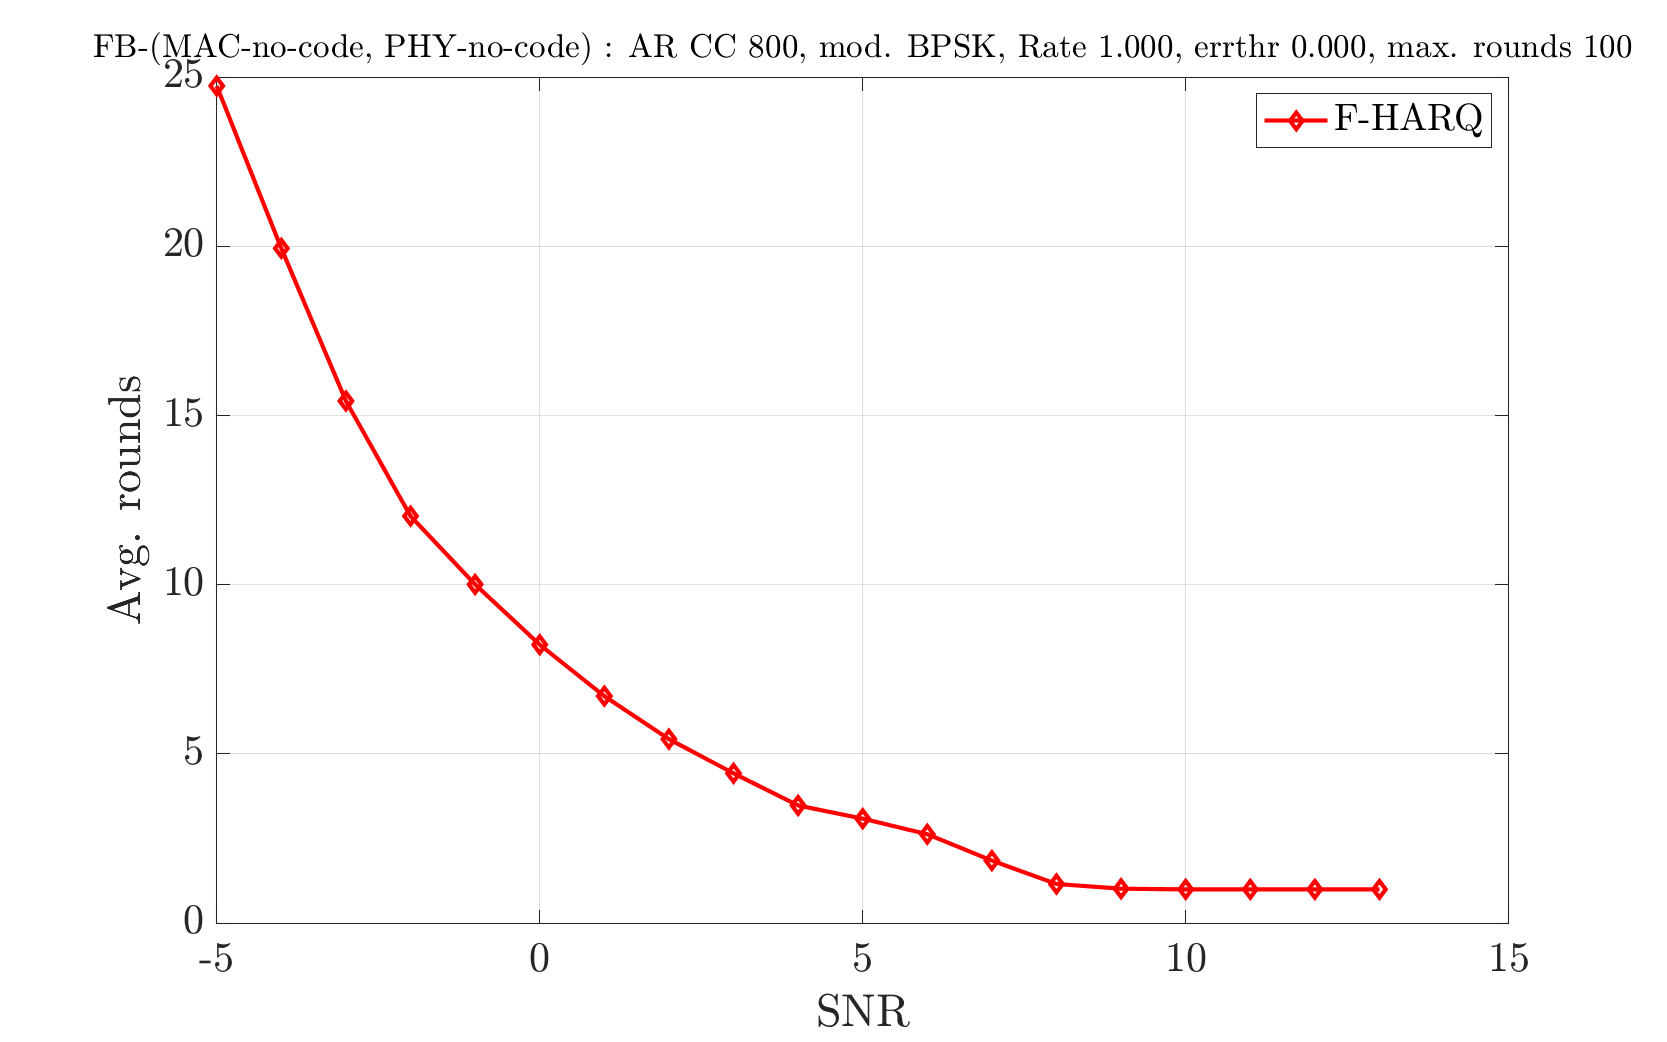 FB-(MAC-no-code, PHY-no-code) : AR CC 800, mod. BPSK, Rate 1.000, errthr 0.000, max. rounds 100
F-HARQ
Avg. rounds
25
20
15
10
5
0
-5
0
5
10
15
SNR